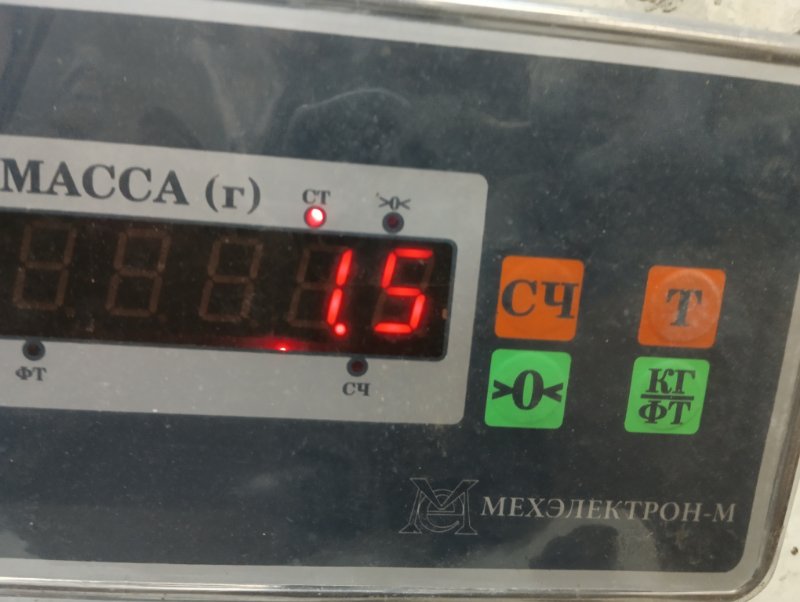 МАССА (г)
СТ
>0<
1.5
ФТ
СЧ
СЧ
Т
>0<
КГ
ФТ
МЕХЭЛЕКТРОН-М